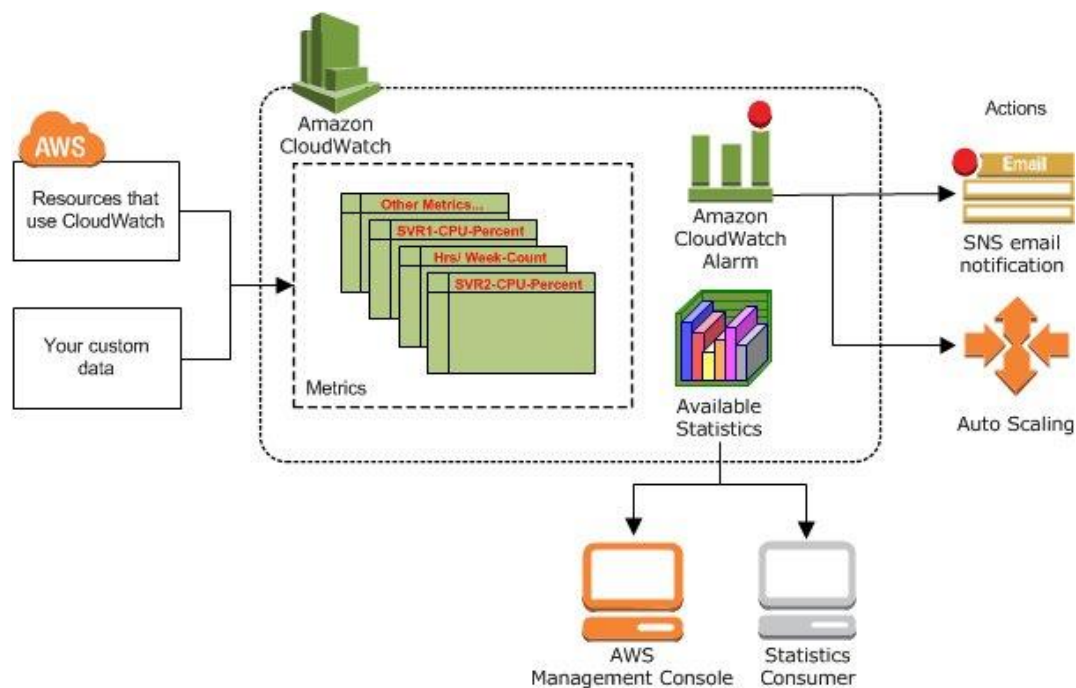 AWS
Resources that
use CloudWatch
Your custom
data
Amazon
CloudWatch
Other Metrics...
SVR1-CPU-Percent
Hrs/ Week-Count
SVR2-CPU-Percent
Metrics
Amazon
CloudWatch
Alarm
Available
Statistics
Actions
Email
SNS email
notification
Auto Scaling
AWS
Management Console
Statistics
Consumer